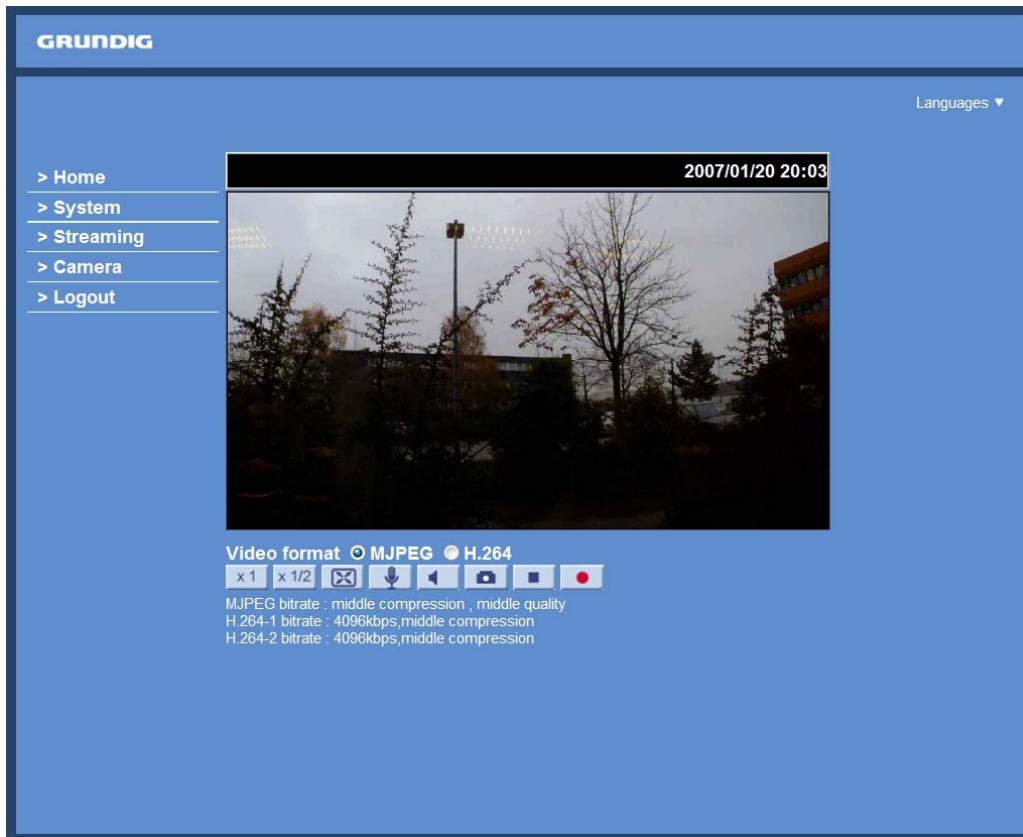 GRUNDIG
Languages ▼
> Home
> System
> Streaming
> Camera
> Logout
2007/01/20 20:03
Video format MJPEG H.264
x 1 x 1/2
MJPEG bitrate : middle compression , middle quality
H.264-1 bitrate : 4096kbps,middle compression
H.264-2 bitrate : 4096kbps,middle compression